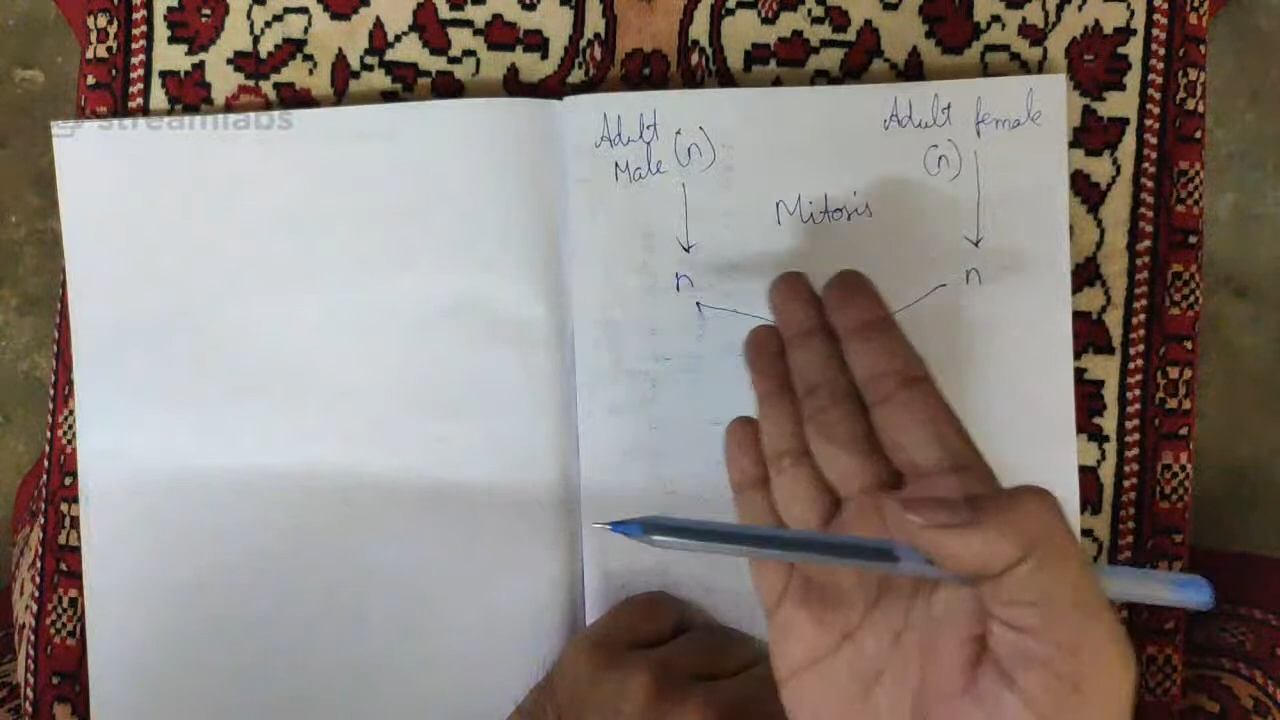 streamlabs
Adult
Male (n)
Adult female
(n)
Mitosis
n
n